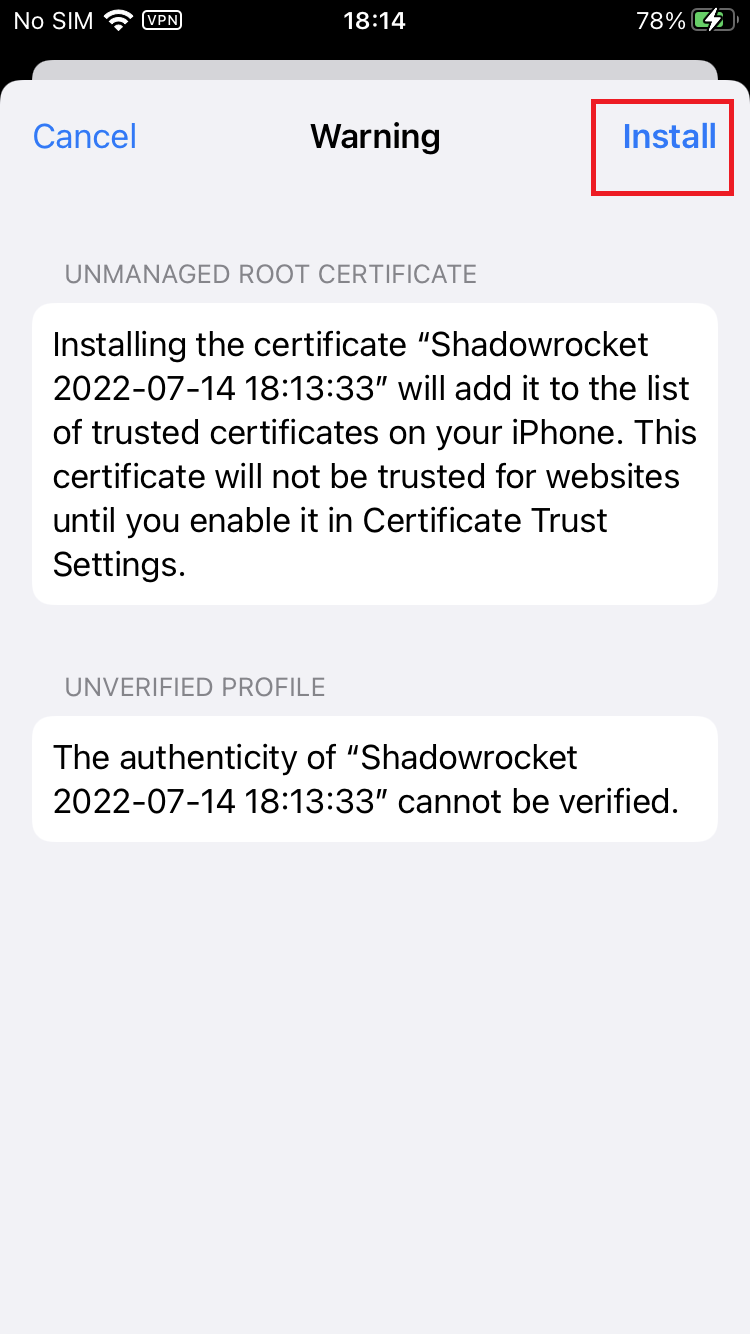 No SIM VPN 18:14 78%
Cancel Warning Install
UNMANAGED ROOT CERTIFICATE
Installing the certificate “Shadowrocket
2022-07-14 18:13:33” will add it to the list
of trusted certificates on your iPhone. This
certificate will not be trusted for websites
until you enable it in Certificate Trust
Settings.
UNVERIFIED PROFILE
The authenticity of “Shadowrocket
2022-07-14 18:13:33” cannot be verified.